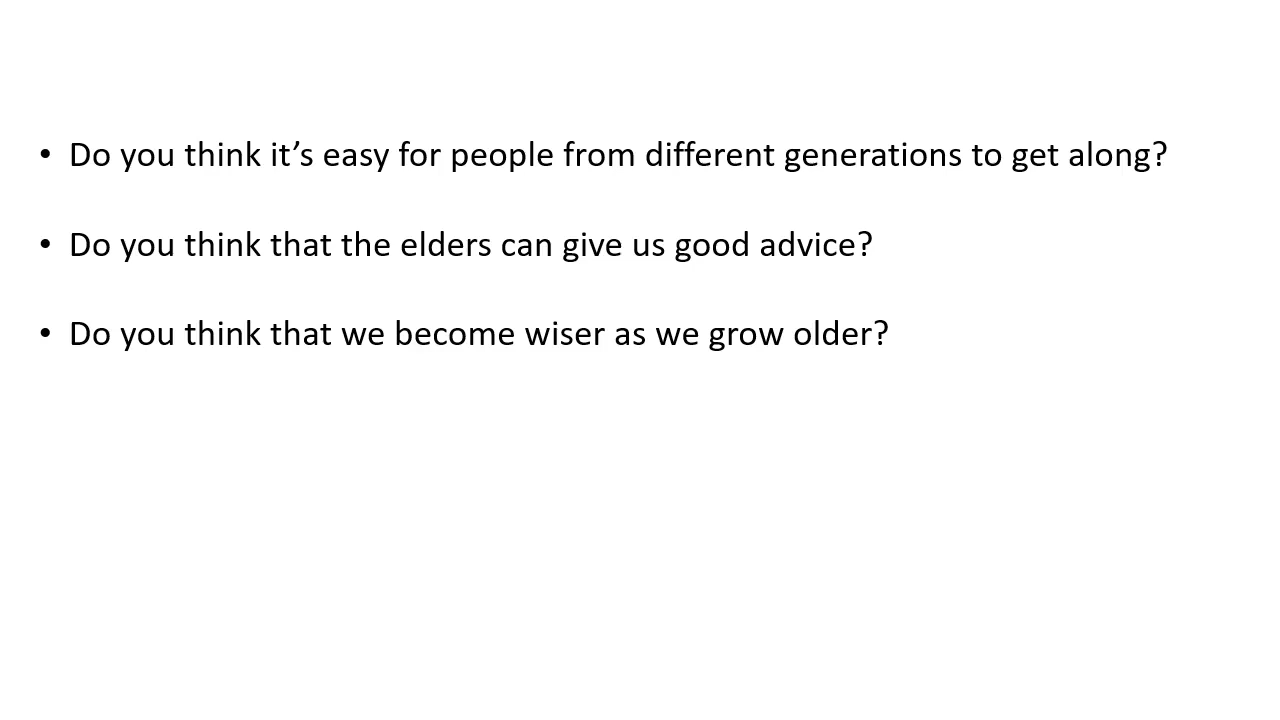 • Do you think it’s easy for people from different generations to get along?
• Do you think that the elders can give us good advice?
• Do you think that we become wiser as we grow older?